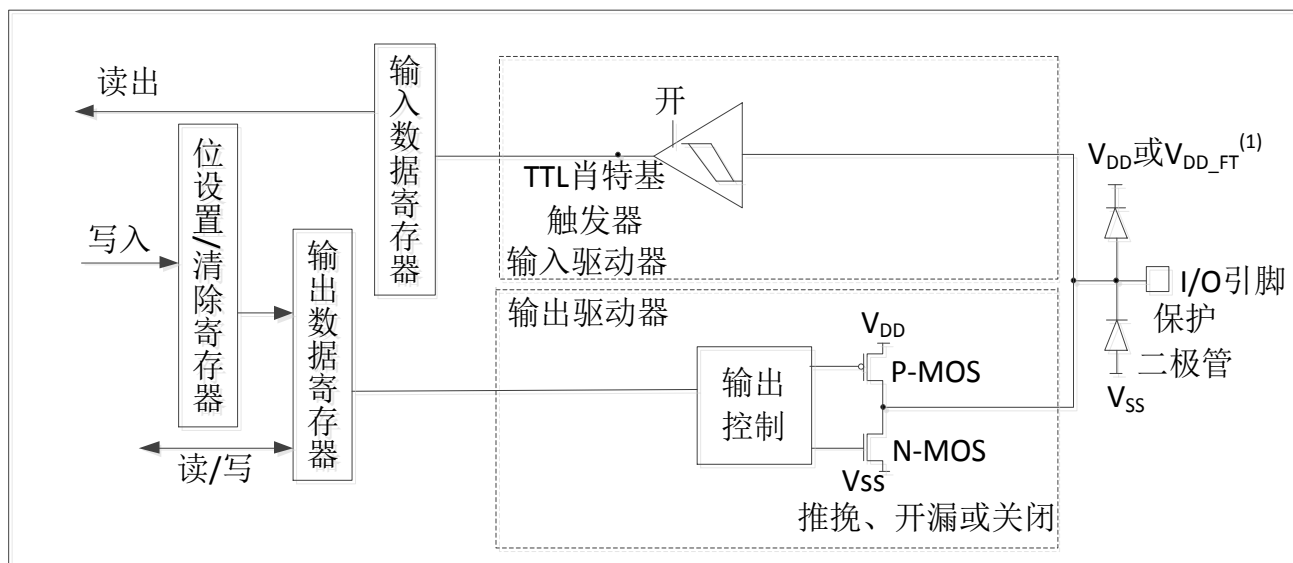 读出
写入
位设置/清除寄存器
读/写
输出数据寄存器
输入数据寄存器
开
TTL肖特基
触发器
输入驱动器
输出驱动器
输出
控制
VDD
P-MOS
N-MOS
VSS
推挽、开漏或关闭
VDD或VDD_FT(1)
I/O引脚
保护
二极管
VSS